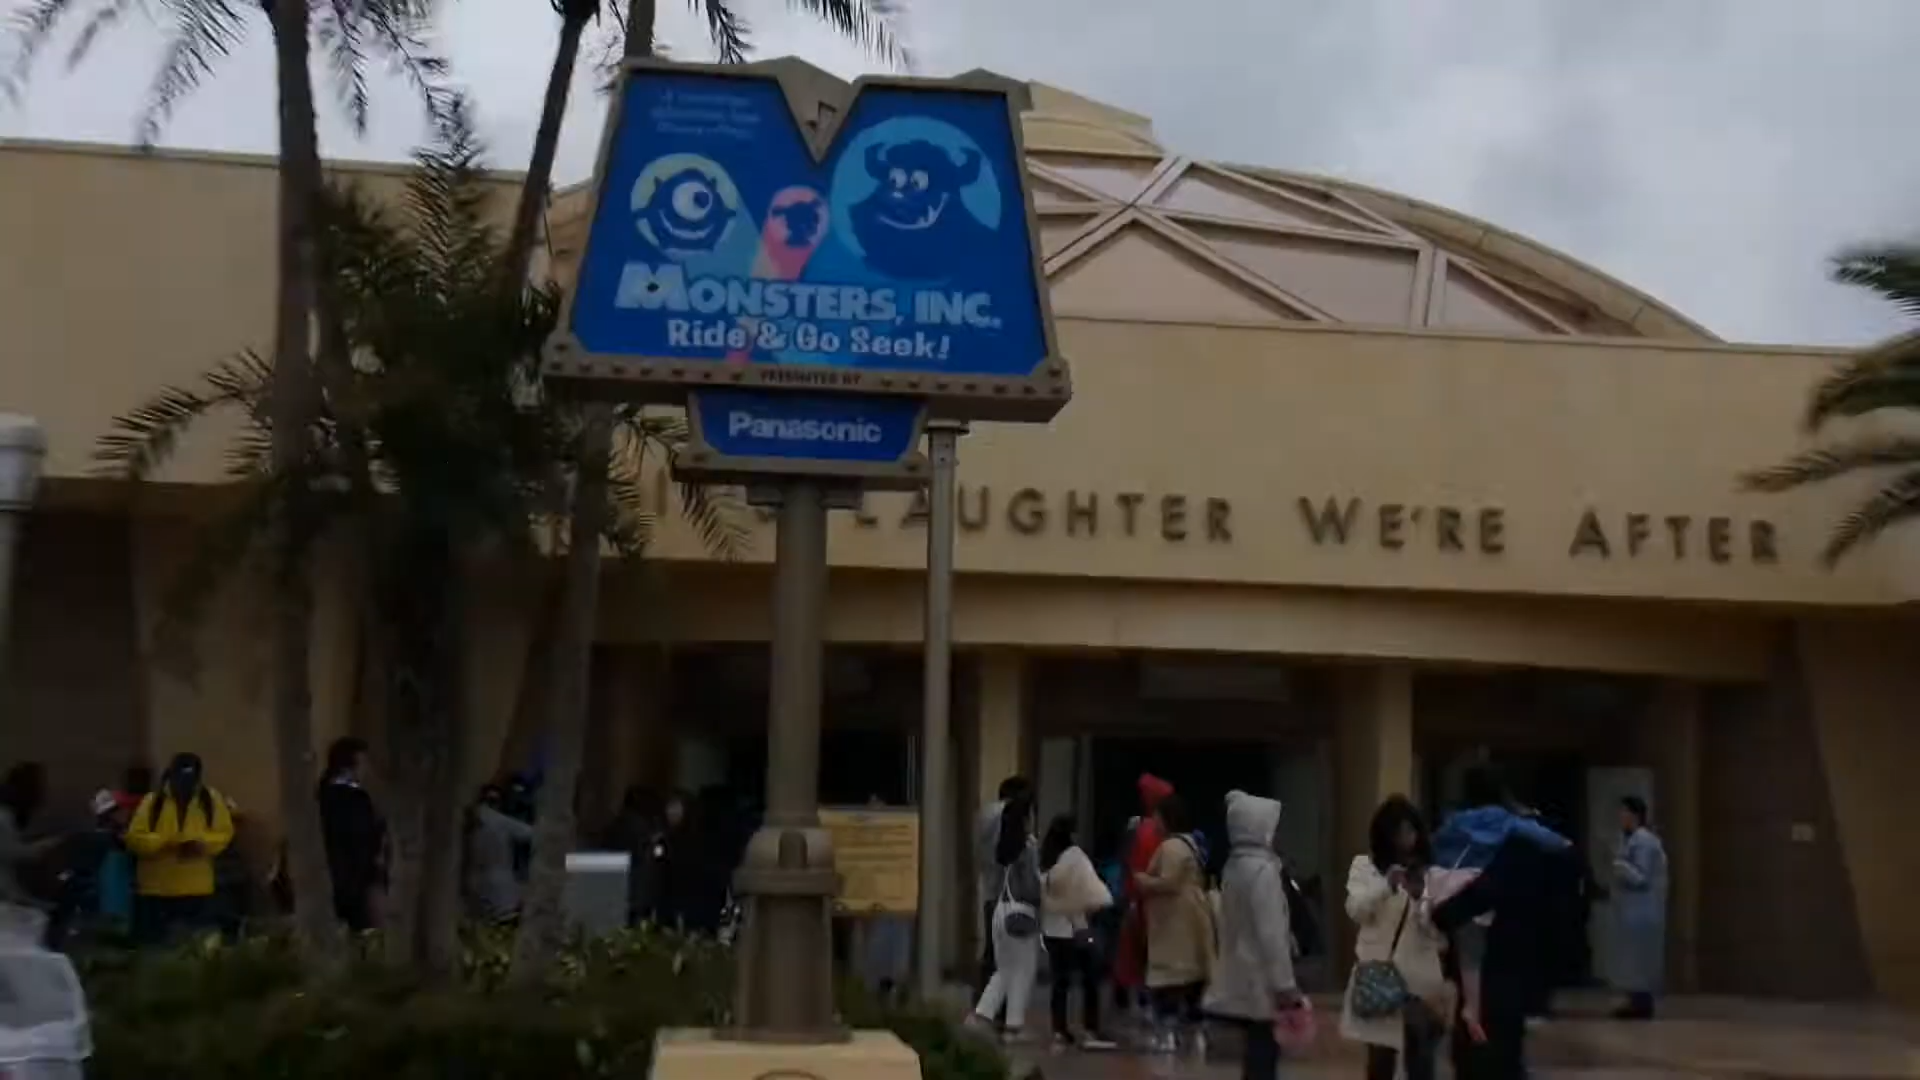 MONSTERS, INC.
Ride & Go Seek!
PRESENTED BY
Panasonic
LAUGHTER WE'RE AFTER